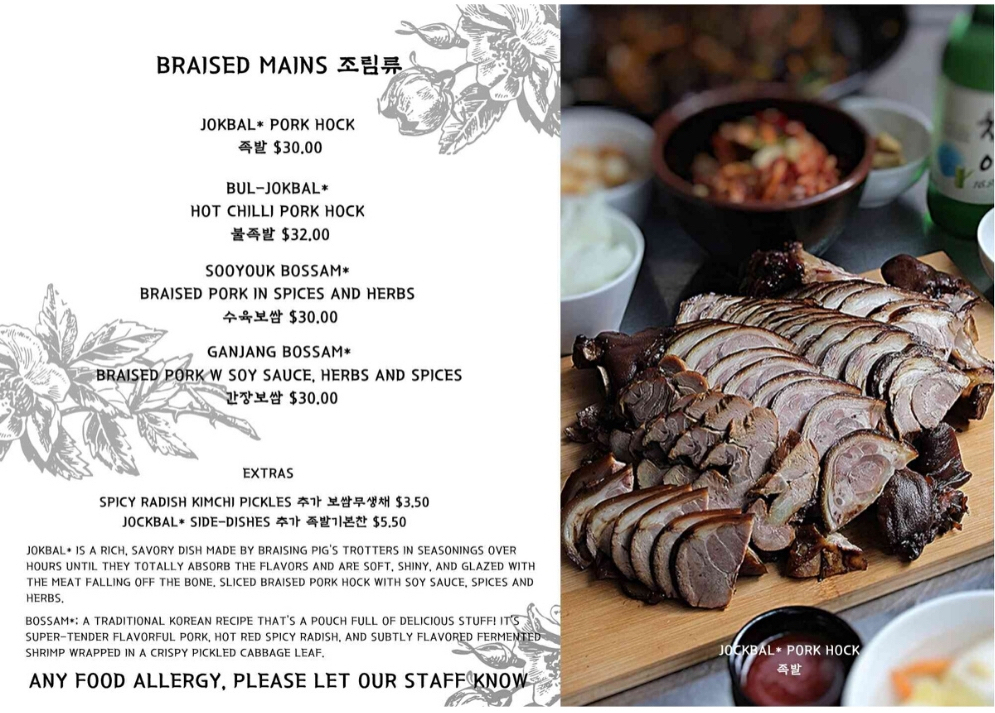 BRAISED MAINS 조림류
JOKBAL* PORK HOCK
족발 $30.00
BUL-JOKBAL*
HOT CHILLI PORK HOCK
불족발 $32.00
SOOYOUK BOSSAM*
BRAISED PORK IN SPICES AND HERBS
수육보쌈 $30.00
GANJANG BOSSAM*
BRAISED PORK W SOY SAUCE, HERBS AND SPICES
간장보쌈 $30.00
EXTRAS
SPICY RADISH KIMCHI PICKLES 추가 보쌈무생채 $3.50
JOCKBAL* SIDE-DISHES 추가 족발기본찬 $5.50
JOKBAL* IS A RICH, SAVORY DISH MADE BY BRAISING PIG'S TROTTERS IN SEASONINGS OVER
HOURS UNTIL THEY TOTALLY ABSORB THE FLAVORS AND ARE SOFT, SHINY, AND GLAZED WITH
THE MEAT FALLING OFF THE BONE. SLICED BRAISED PORK HOCK WITH SOY SAUCE, SPICES AND
HERBS.
BOSSAM*: A TRADITIONAL KOREAN RECIPE THAT'S A POUCH FULL OF DELICIOUS STUFF! IT'S
SUPER-TENDER FLAVORFUL PORK, HOT RED SPICY RADISH, AND SUBTLY FLAVORED FERMENTED
SHRIMP WRAPPED IN A CRISPY PICKLED CABBAGE LEAF.
ANY FOOD ALLERGY, PLEASE LET OUR STAFF KNOW
JOCKBAL* PORK HOCK
족발